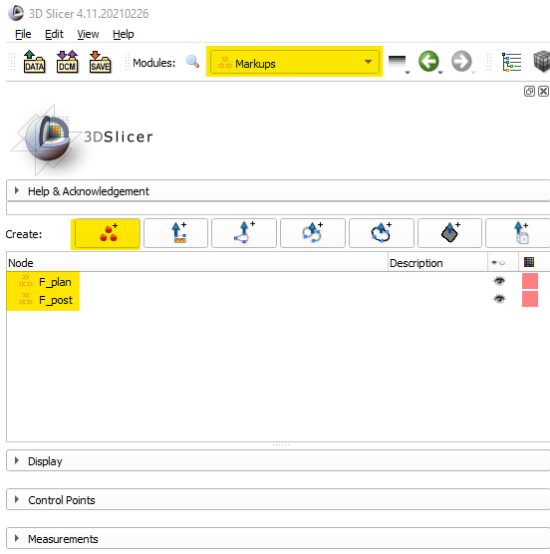 3D Slicer 4.11.20210226
File Edit View Help
DATA DCM SAVE Modules: Markups
3DSlicer
Help & Acknowledgement
Create:
Node Description
F_plan
F_post
Display
Control Points
Measurements